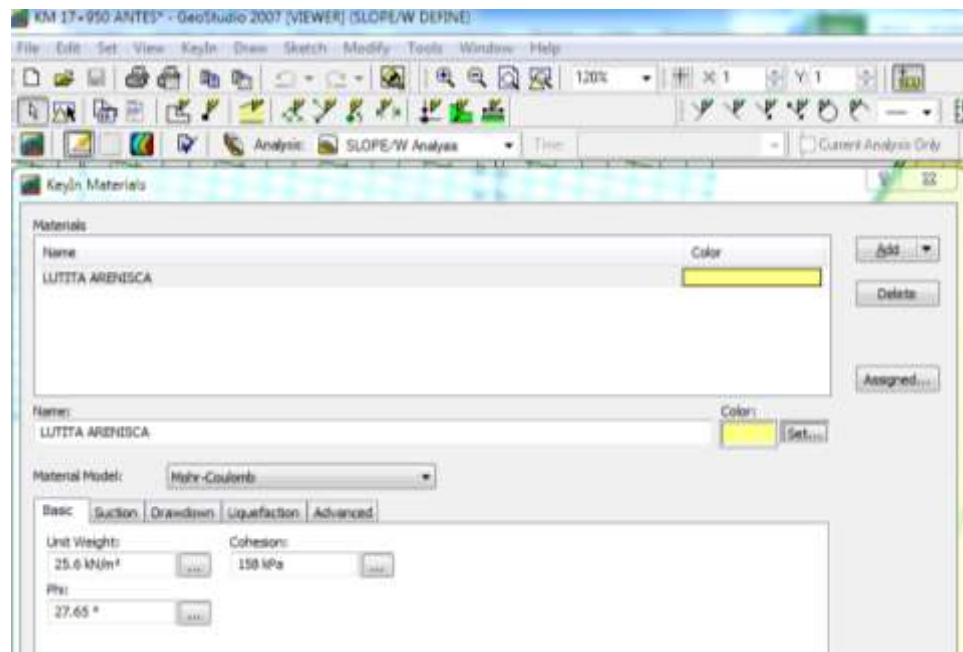 KM 17+950 ANTES* - GeoStudio 2007 [VIEWER] (SLOPE/W DEFINE)
File Edit Set View KeyIn Draw Sketch Modify Tools Window Help
120% X: 1 Y: 1
Analysis: SLOPE/W Analysis Time: Current Analysis Only
KeyIn Materials
Materials
Name Color Add
LUTITA ARENISCA
Delete
Assigned...
Name: Color:
LUTITA ARENISCA Set...
Material Model: Mohr-Coulomb
Basic Suction Drawdown Liquefaction Advanced
Unit Weight: Cohesion:
25.6 kN/m³ ... 158 kPa ...
Phi:
27.65 ° ...